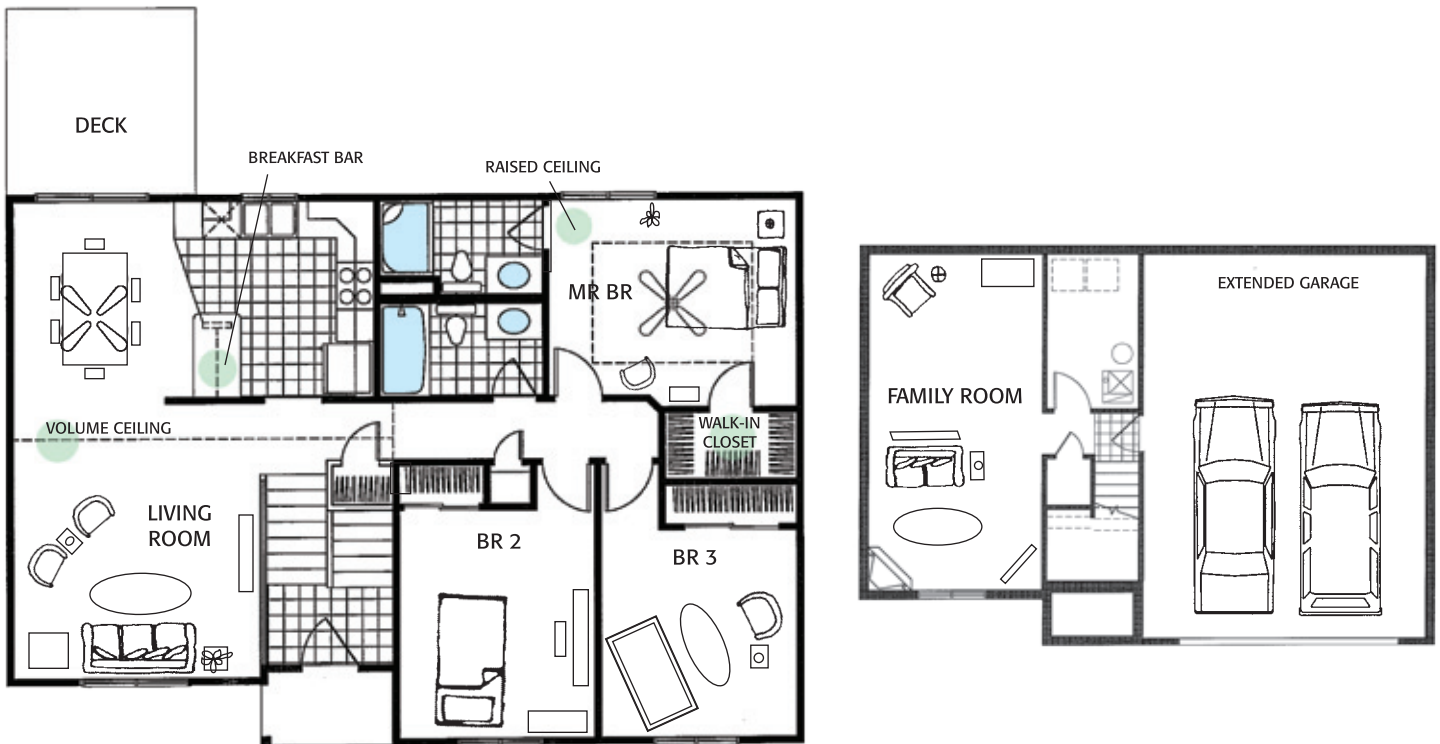 DECK
BREAKFAST BAR
RAISED CEILING
MR BR
EXTENDED GARAGE
FAMILY ROOM
VOLUME CEILING
WALK-IN
CLOSET
LIVING
ROOM
BR 2
BR 3